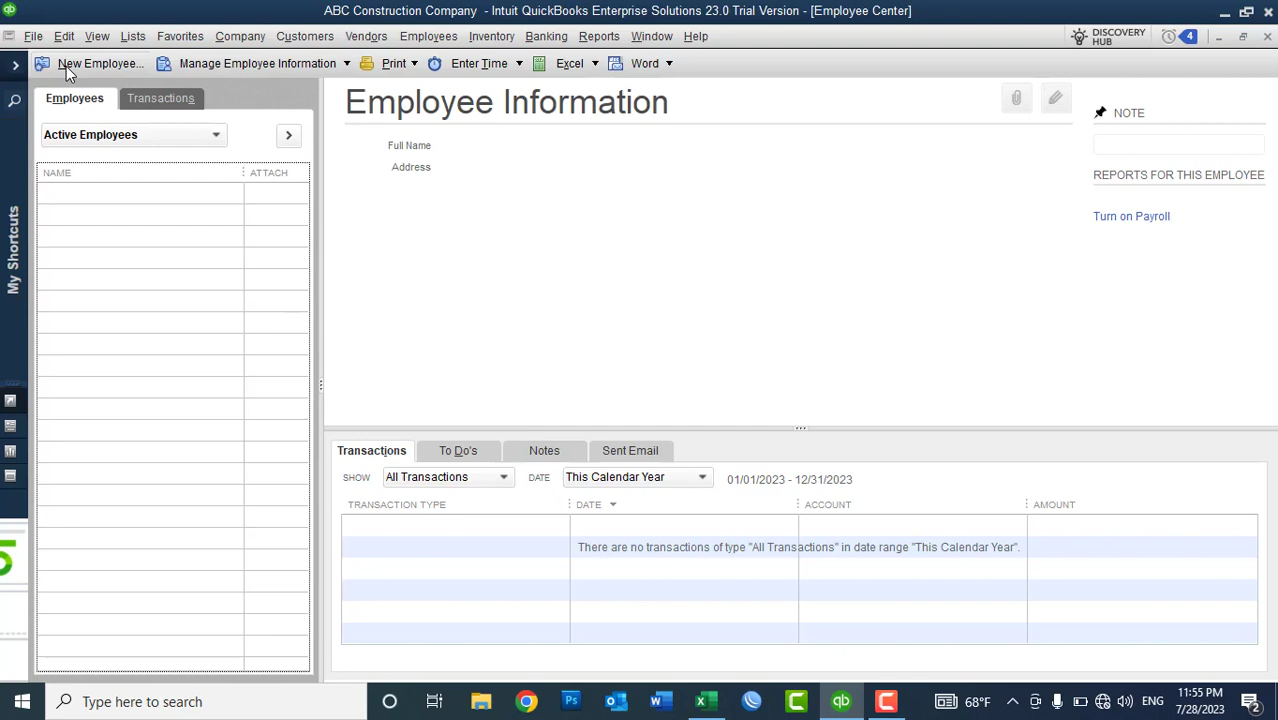 ABC Construction Company - Intuit QuickBooks Enterprise Solutions 23.0 Trial Version - [Employee Center]
File Edit View Lists Favorites Company Customers Vendors Employees Inventory Banking Reports Window Help DISCOVERY HUB 4
New Employee... Manage Employee Information Print Enter Time Excel Word
Employees Transactions
Active Employees
NAME ATTACH
My Shortcuts
Employee Information
Full Name
Address
NOTE
REPORTS FOR THIS EMPLOYEE
Turn on Payroll
Transactions To Do's Notes Sent Email
SHOW All Transactions DATE This Calendar Year 01/01/2023 - 12/31/2023
TRANSACTION TYPE DATE ACCOUNT AMOUNT
There are no transactions of type "All Transactions" in date range "This Calendar Year".
Type here to search
68°F ENG 11:55 PM
7/28/2023 2